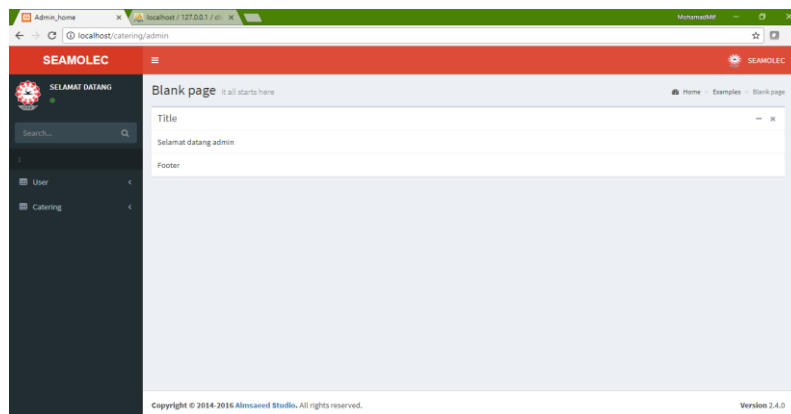 Admin_home
localhost / 127.0.0.1 /
localhost/catering/admin
SEAMOLEC
SEAMOLEC
SELAMAT DATANG
Search...
User
Catering
Blank page It all starts here
Home > Examples > Blank page
Title
Selamat datang admin
Footer
Copyright © 2014-2016 Almsaeed Studio. All rights reserved.
Version 2.4.0